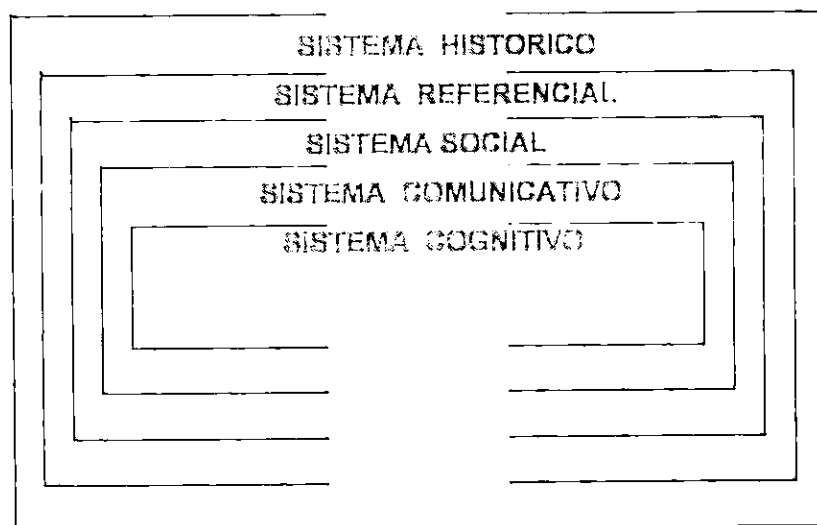 SISTEMA HISTORICO
SISTEMA REFERENCIAL
SISTEMA SOCIAL
SISTEMA COMUNICATIVO
SISTEMA COGNITIVO